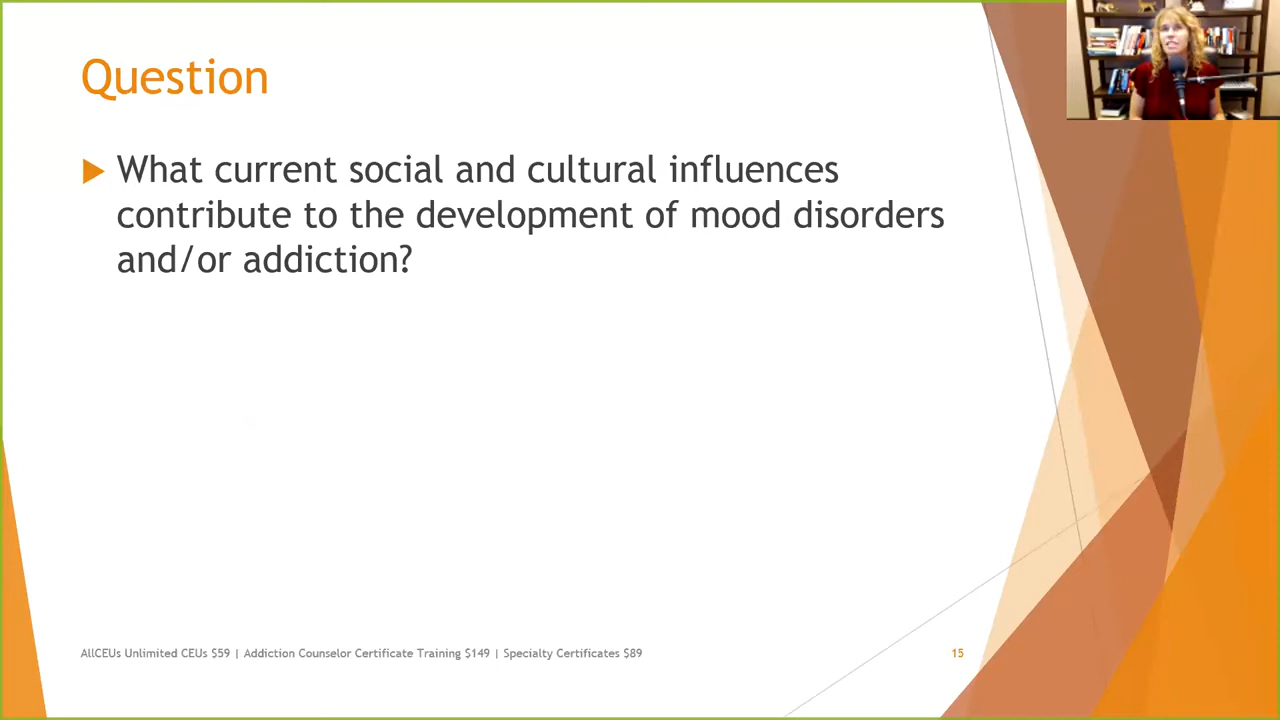 Question
What current social and cultural influences
contribute to the development of mood disorders
and/or addiction?
AllCEUs Unlimited CEUs $59 | Addiction Counselor Certificate Training $149 | Specialty Certificates $89
15